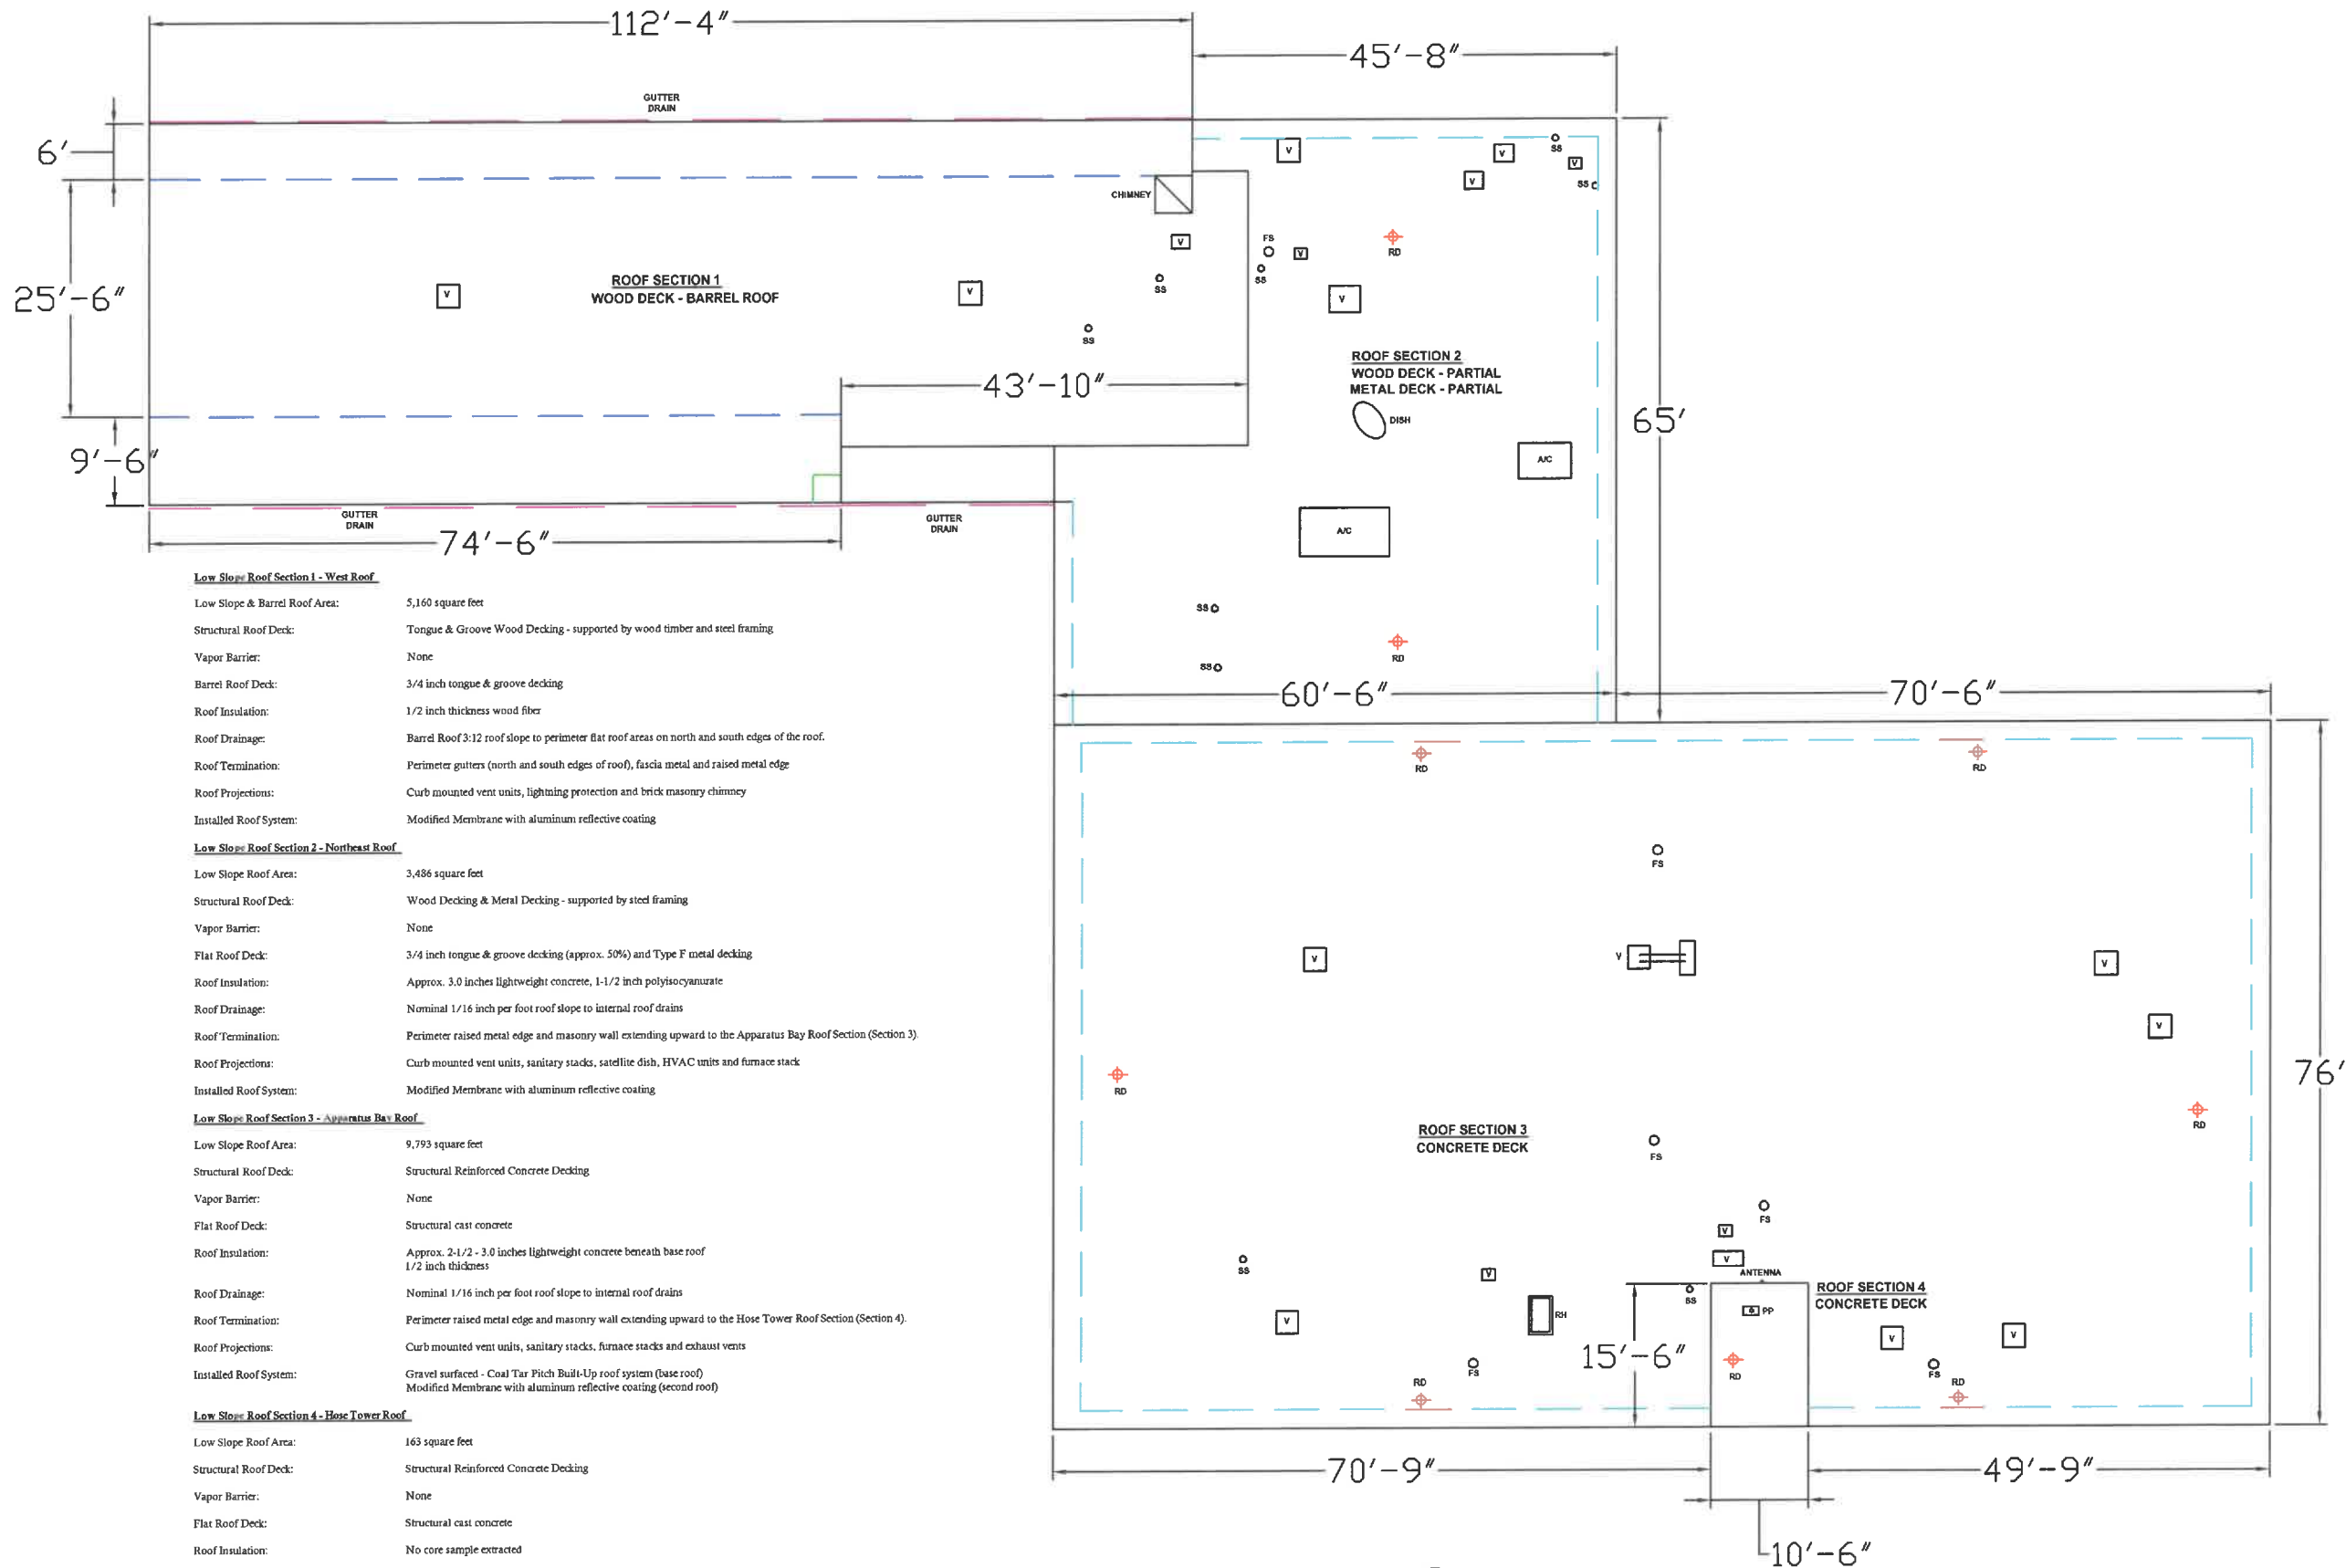 112'-4"
45'-8"
GUTTER
DRAIN
6'
V
V
SS
V
V
SS
CHIMNEY
V
FS
V
SS
RD
25'-6"
V
ROOF SECTION 1
WOOD DECK - BARREL ROOF
V
SS
V
SS
ROOF SECTION 2
WOOD DECK - PARTIAL
METAL DECK - PARTIAL
43'-10"
DISH
65'
9'-6"
A/C
GUTTER
DRAIN
GUTTER
DRAIN
A/C
74'-6"
SS
RD
SS
60'-6"
70'-6"
Low Slope Roof Section 1 - West Roof
Low Slope & Barrel Roof Area: 5,160 square feet
Structural Roof Deck: Tongue & Groove Wood Decking - supported by wood timber and steel framing
Vapor Barrier: None
Barrel Roof Deck: 3/4 inch tongue & groove decking
Roof Insulation: 1/2 inch thickness wood fiber
Roof Drainage: Barrel Roof 3:12 roof slope to perimeter flat roof areas on north and south edges of the roof.
Roof Termination: Perimeter gutters (north and south edges of roof), fascia metal and raised metal edge
Roof Projections: Curb mounted vent units, lightning protection and brick masonry chimney
Installed Roof System: Modified Membrane with aluminum reflective coating
Low Slope Roof Section 2 - Northeast Roof
Low Slope Roof Area: 3,486 square feet
Structural Roof Deck: Wood Decking & Metal Decking - supported by steel framing
Vapor Barrier: None
Flat Roof Deck: 3/4 inch tongue & groove decking (approx. 50%) and Type F metal decking
Roof Insulation: Approx. 3.0 inches lightweight concrete, 1-1/2 inch polyisocyanurate
Roof Drainage: Nominal 1/16 inch per foot roof slope to internal roof drains
Roof Termination: Perimeter raised metal edge and masonry wall extending upward to the Apparatus Bay Roof Section (Section 3).
Roof Projections: Curb mounted vent units, sanitary stacks, satellite dish, HVAC units and furnace stack
Installed Roof System: Modified Membrane with aluminum reflective coating
Low Slope Roof Section 3 - Apparatus Bay Roof
Low Slope Roof Area: 9,793 square feet
Structural Roof Deck: Structural Reinforced Concrete Decking
Vapor Barrier: None
Flat Roof Deck: Structural cast concrete
Roof Insulation: Approx. 2-1/2 - 3.0 inches lightweight concrete beneath base roof
1/2 inch thickness
Roof Drainage: Nominal 1/16 inch per foot roof slope to internal roof drains
Roof Termination: Perimeter raised metal edge and masonry wall extending upward to the Hose Tower Roof Section (Section 4).
Roof Projections: Curb mounted vent units, sanitary stacks, furnace stacks and exhaust vents
Installed Roof System: Gravel surfaced - Coal Tar Pitch Built-Up roof system (base roof)
Modified Membrane with aluminum reflective coating (second roof)
Low Slope Roof Section 4 - Hose Tower Roof
Low Slope Roof Area: 163 square feet
Structural Roof Deck: Structural Reinforced Concrete Decking
Vapor Barrier: None
Flat Roof Deck: Structural cast concrete
Roof Insulation: No core sample extracted
RD
RD
FS
V
V
V
V
76'
RD
RD
ROOF SECTION 3
CONCRETE DECK
FS
FS
V
SS
V
V
ANTENNA
SS
ROOF SECTION 4
CONCRETE DECK
PP
V
RH
V
V
15'-6"
RD
FS
RD
FS
RD
70'-9"
49'-9"
10'-6"